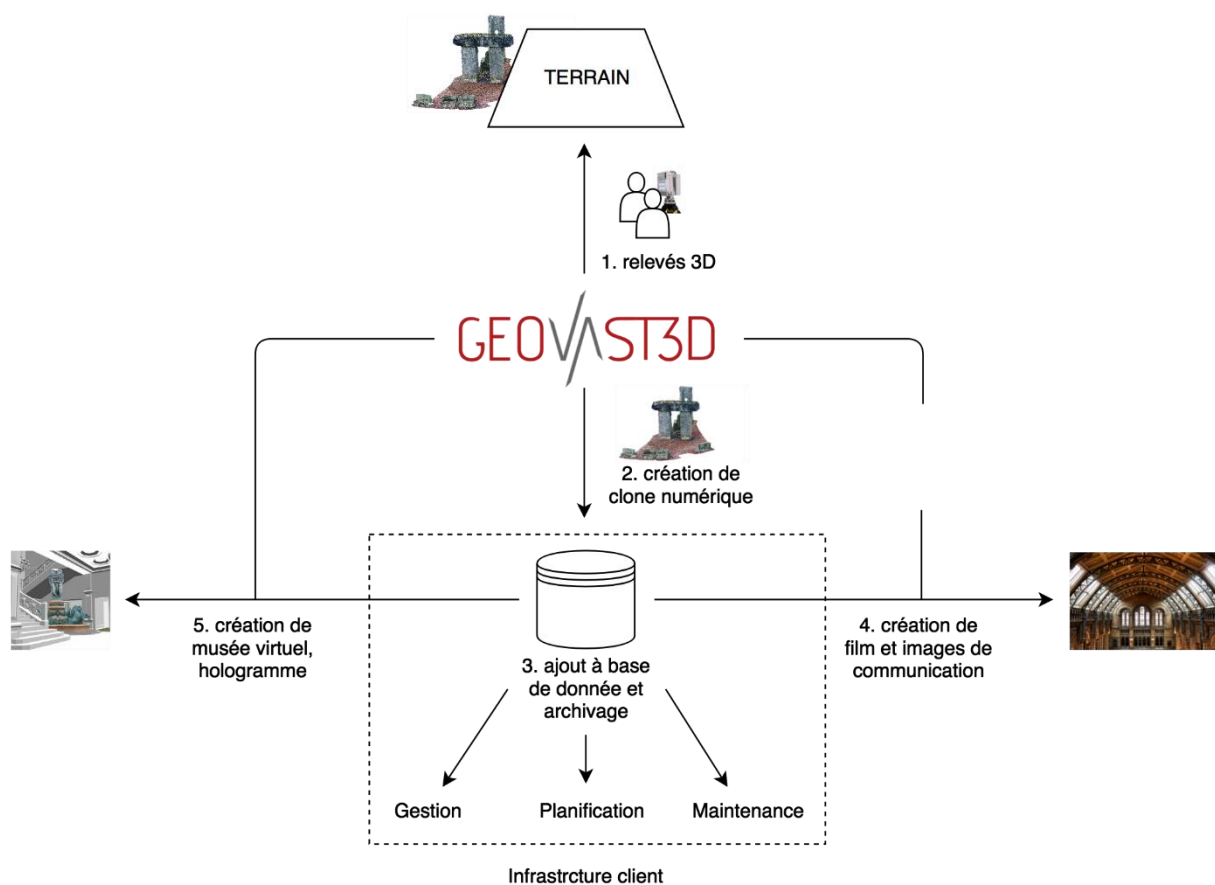 TERRAIN
1. relevés 3D
GEOVAST3D
2. création de
clone numérique
5. création de
musée virtuel,
hologramme
3. ajout à base
de donnée et
archivage
4. création de
film et images de
communication
Gestion
Planification
Maintenance
Infrastrcture client